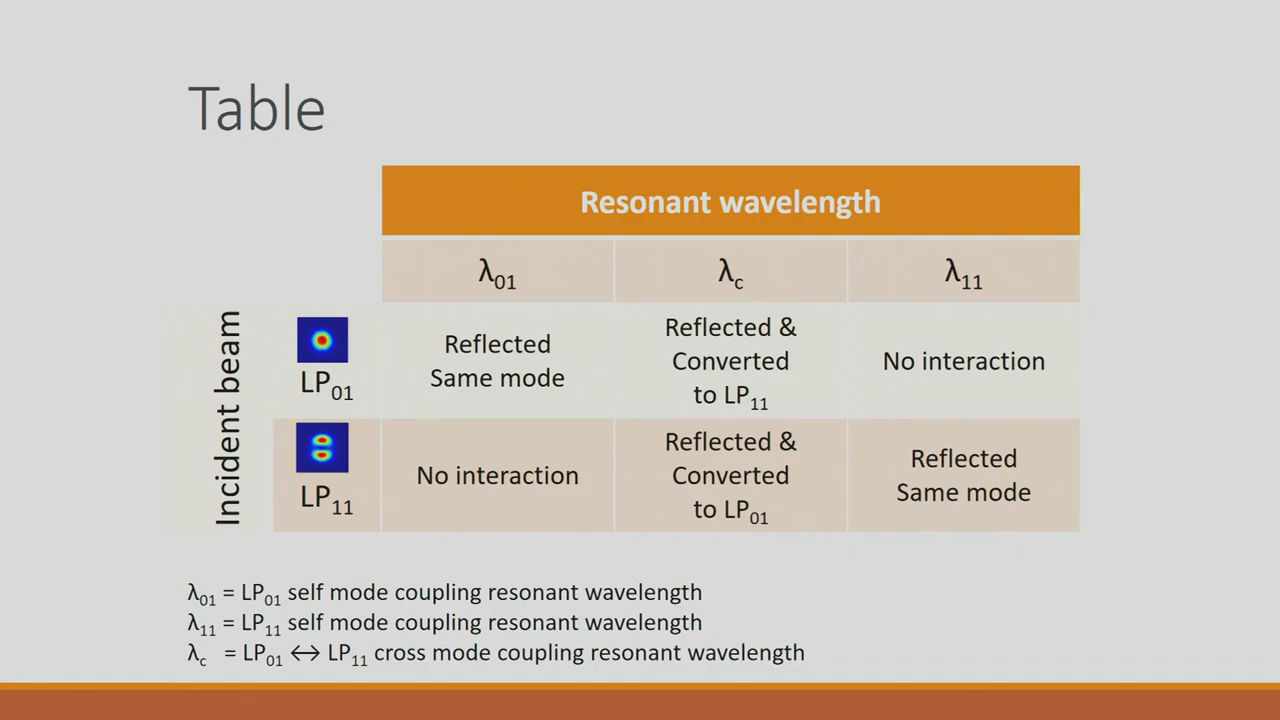 Table
Resonant wavelength
λ01 λc λ11
Incident beam
LP01
Reflected
Same mode
Reflected &
Converted
to LP11
No interaction
LP11
No interaction
Reflected &
Converted
to LP01
Reflected
Same mode
λ01 = LP01 self mode coupling resonant wavelength
λ11 = LP11 self mode coupling resonant wavelength
λc = LP01 ↔ LP11 cross mode coupling resonant wavelength